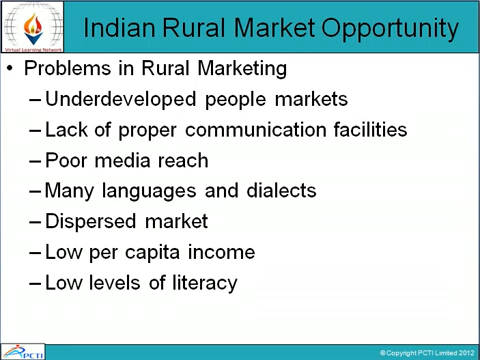 Indian Rural Market Opportunity
Virtual Learning Network
• Problems in Rural Marketing
– Underdeveloped people markets
– Lack of proper communication facilities
– Poor media reach
– Many languages and dialects
– Dispersed market
– Low per capita income
– Low levels of literacy
PCTI
© Copyright PCTI Limited 2012